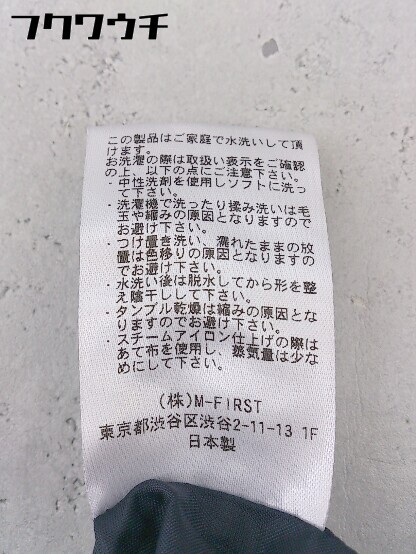 フクワウチ
この製品はご家庭で水洗いして頂
けます。
お洗濯の際は取扱い表示をご確認
の上、以下の点にご注意下さい。
・中性洗剤を使用しソフトに洗っ
て下さい。
・洗濯機で洗ったり揉み洗いは毛
玉や縮みの原因となりますので
お避け下さい。
・つけ置き洗い、濡れたままの放
置は色移りの原因となりますの
でお避け下さい。
・水洗い後は脱水してから形を整
え陰干しして下さい。
・タンブル乾燥は縮みの原因とな
りますのでお避け下さい。
・スチームアイロン仕上げの際は
あて布を使用し、蒸気量は少な
めにして下さい。
(株)M-FIRST
東京都渋谷区渋谷2-11-13 1F
日本製